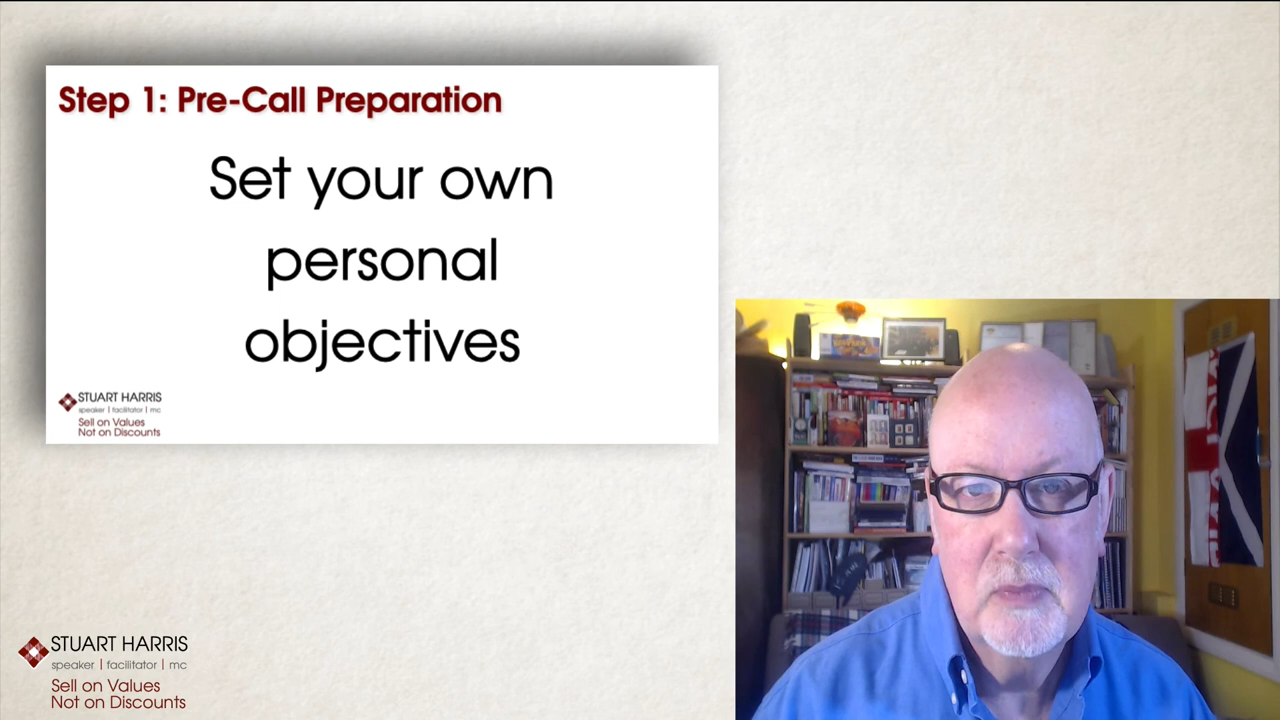 Step 1: Pre-Call Preparation
Set your own
personal
objectives
STUART HARRIS
speaker | facilitator | mc
Sell on Values
Not on Discounts
STUART HARRIS
speaker | facilitator | mc
Sell on Values
Not on Discounts